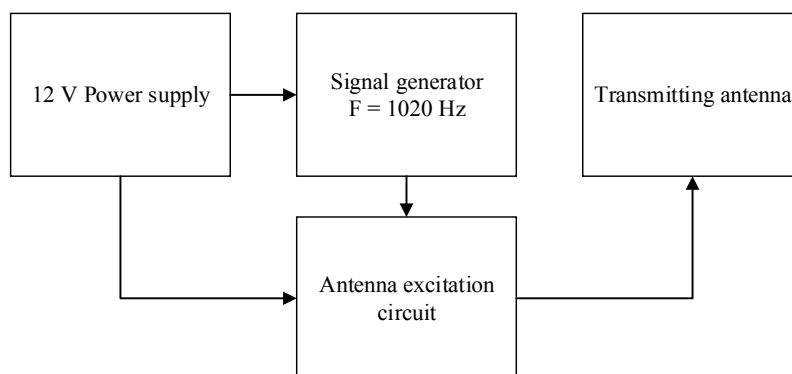 12 V Power supply
Signal generator
F = 1020 Hz
Transmitting antenna
Antenna excitation
circuit